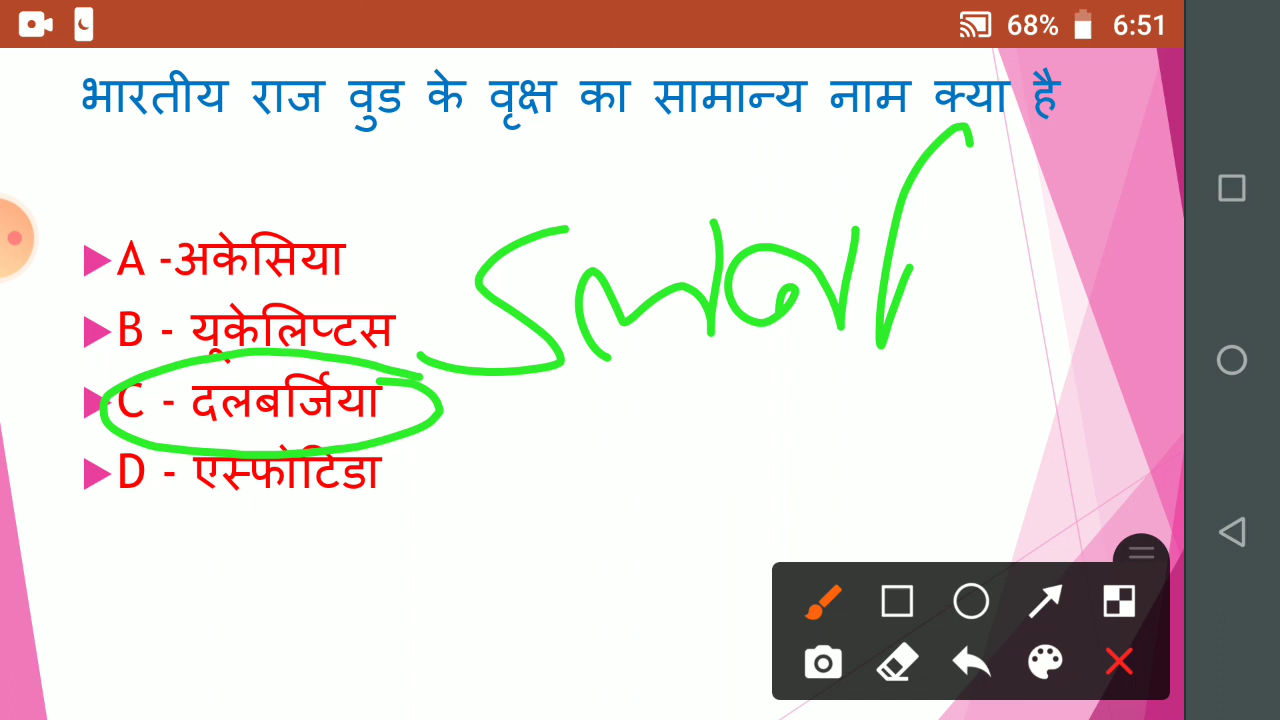 68% 6:51
भारतीय राज वुड के वृक्ष का सामान्य नाम क्या है
A -अकेसिया
B - यूकेलिप्टस
C - दलबर्जिया
D - एस्फोटिडा